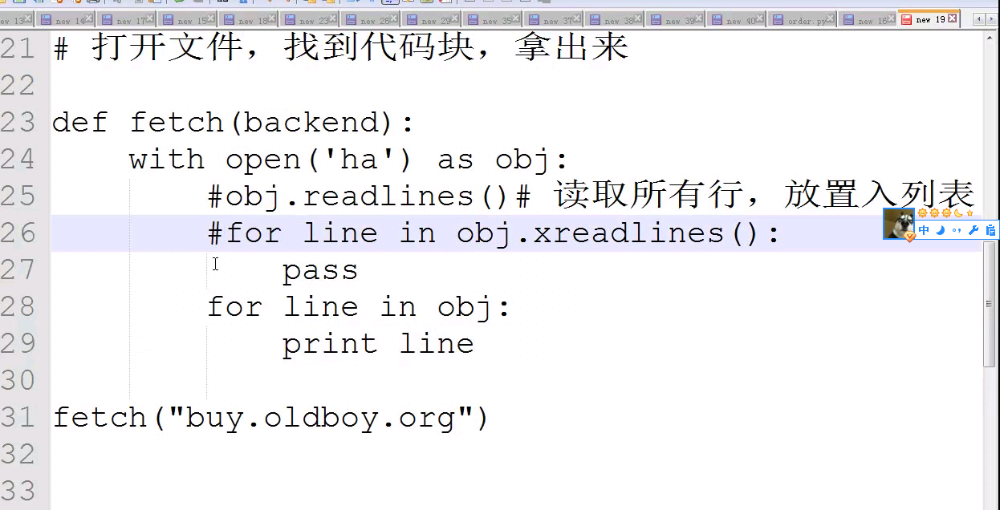 new 13 new 14 new 17 new 15 new 18 new 23 new 28 new 29 new 35 new 37 new 38 new 39 new 40 order.py new 16 new 19
21 # 打开文件，找到代码块，拿出来
22
23 def fetch(backend):
24     with open('ha') as obj:
25         #obj.readlines()# 读取所有行，放置入列表
26         #for line in obj.xreadlines():
27             pass
28         for line in obj:
29             print line
30
31 fetch("buy.oldboy.org")
32
33
中